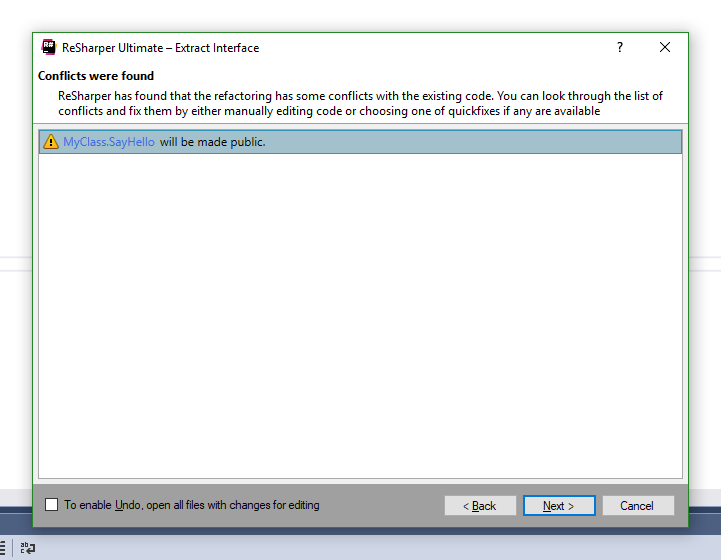 R#
ReSharper Ultimate – Extract Interface
?
Conflicts were found
ReSharper has found that the refactoring has some conflicts with the existing code. You can look through the list of
conflicts and fix them by either manually editing code or choosing one of quickfixes if any are available
MyClass.SayHello will be made public.
To enable Undo, open all files with changes for editing
< Back
Next >
Cancel
ab
c